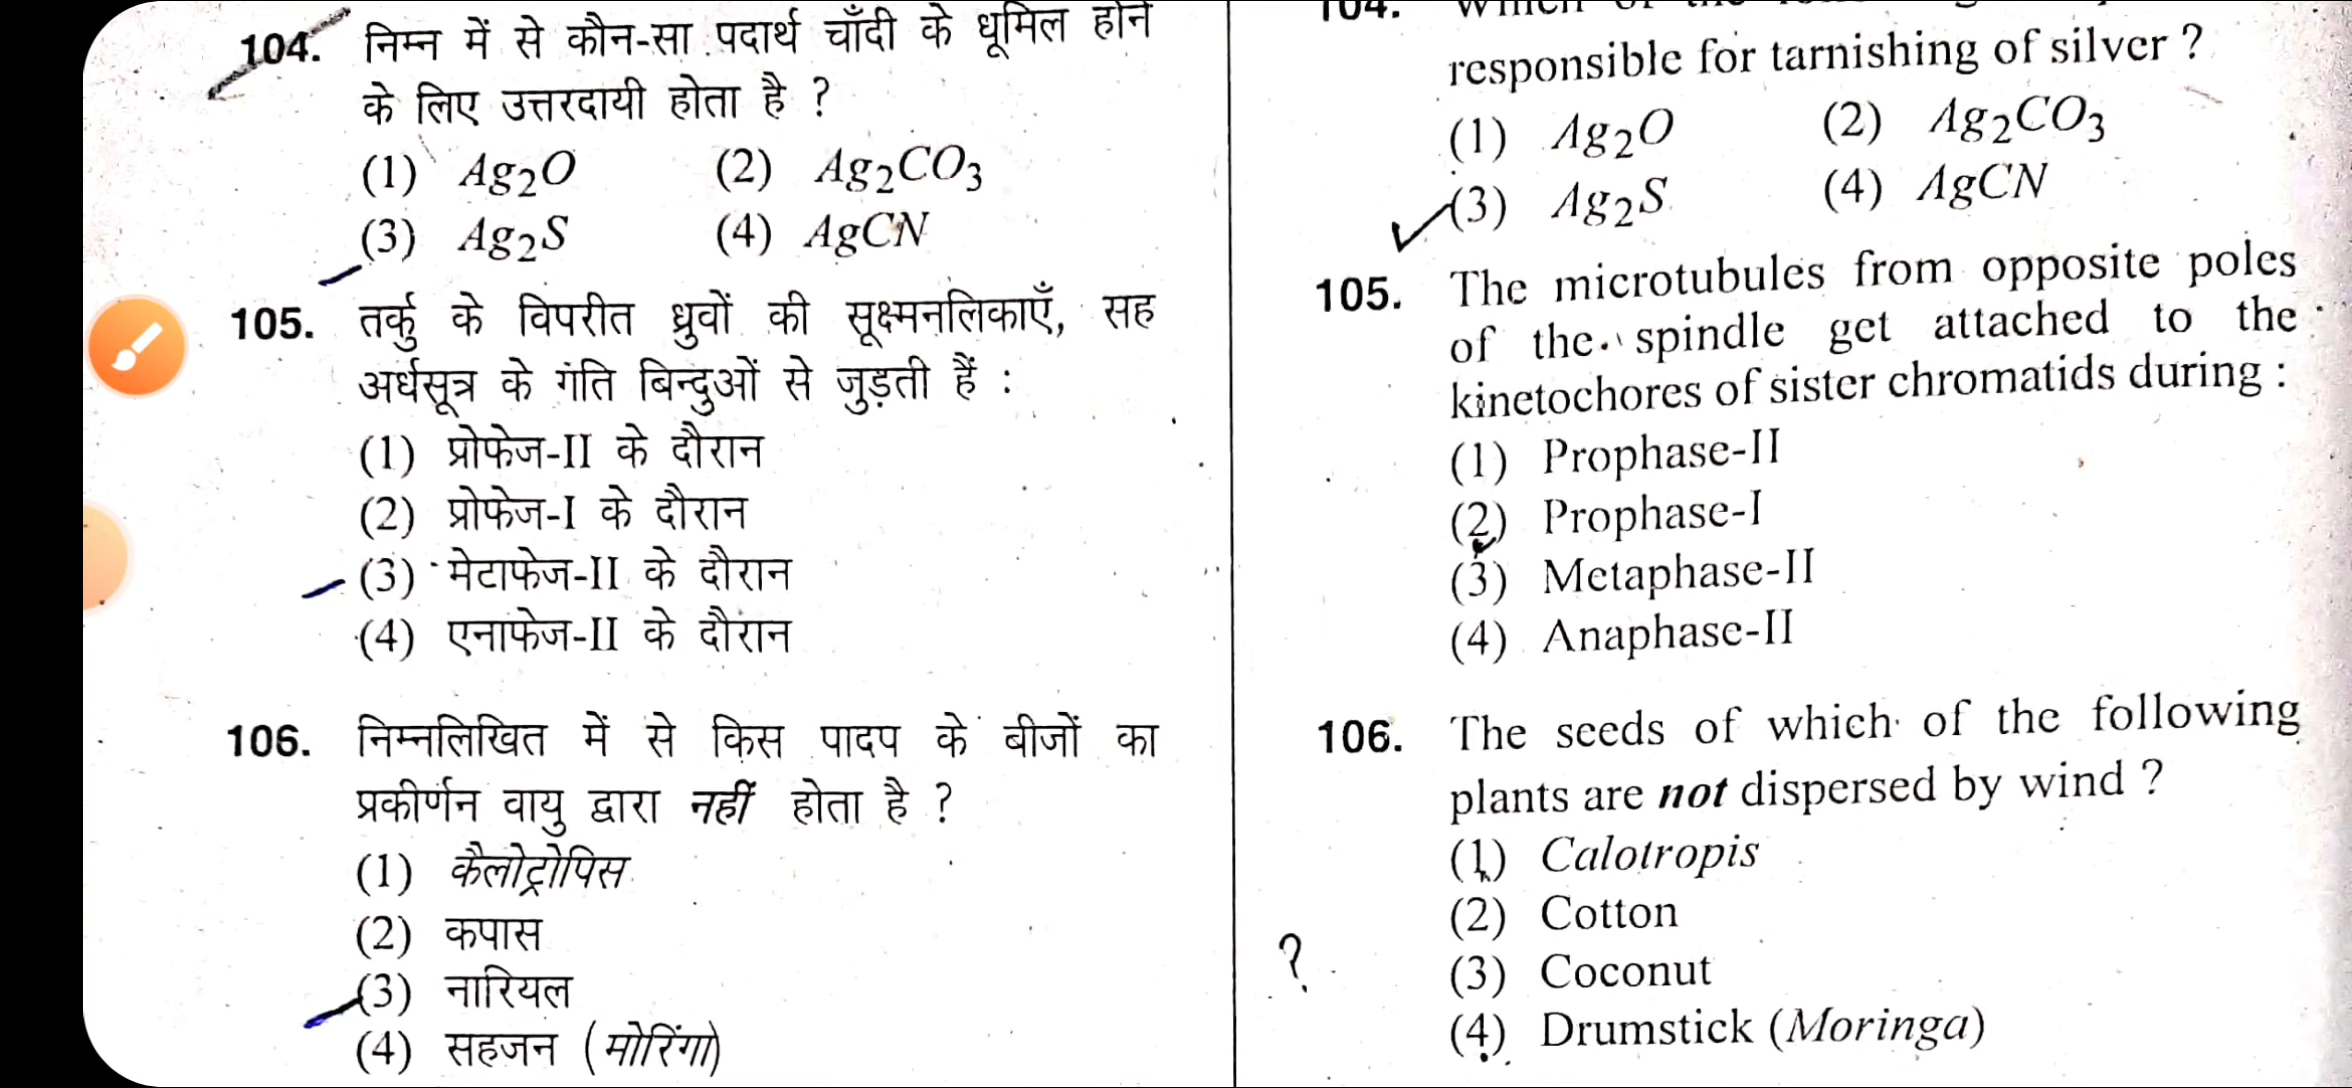 104. निम्न में से कौन-सा पदार्थ चाँदी के धूमिल होने
के लिए उत्तरदायी होता है ?
(1) Ag₂O (2) Ag₂CO₃
(3) Ag₂S (4) AgCN
105. तर्कु के विपरीत ध्रुवों की सूक्ष्मनलिकाएँ, सह
अर्धसूत्र के गति बिन्दुओं से जुड़ती हैं :
(1) प्रोफेज-II के दौरान
(2) प्रोफेज-I के दौरान
(3) मेटाफेज-II के दौरान
(4) एनाफेज-II के दौरान
106. निम्नलिखित में से किस पादप के बीजों का
प्रकीर्णन वायु द्वारा नहीं होता है ?
(1) कैलोट्रोपिस
(2) कपास
(3) नारियल
(4) सहजन (मोरिंगा)
104. Which of the
responsible for tarnishing of silver ?
(1) Ag₂O (2) Ag₂CO₃
(3) Ag₂S (4) AgCN
105. The microtubules from opposite poles
of the spindle get attached to the
kinetochores of sister chromatids during :
(1) Prophase-II
(2) Prophase-I
(3) Metaphase-II
(4) Anaphase-II
106. The seeds of which of the following
plants are not dispersed by wind ?
(1) Calotropis
(2) Cotton
?
(3) Coconut
(4) Drumstick (Moringa)